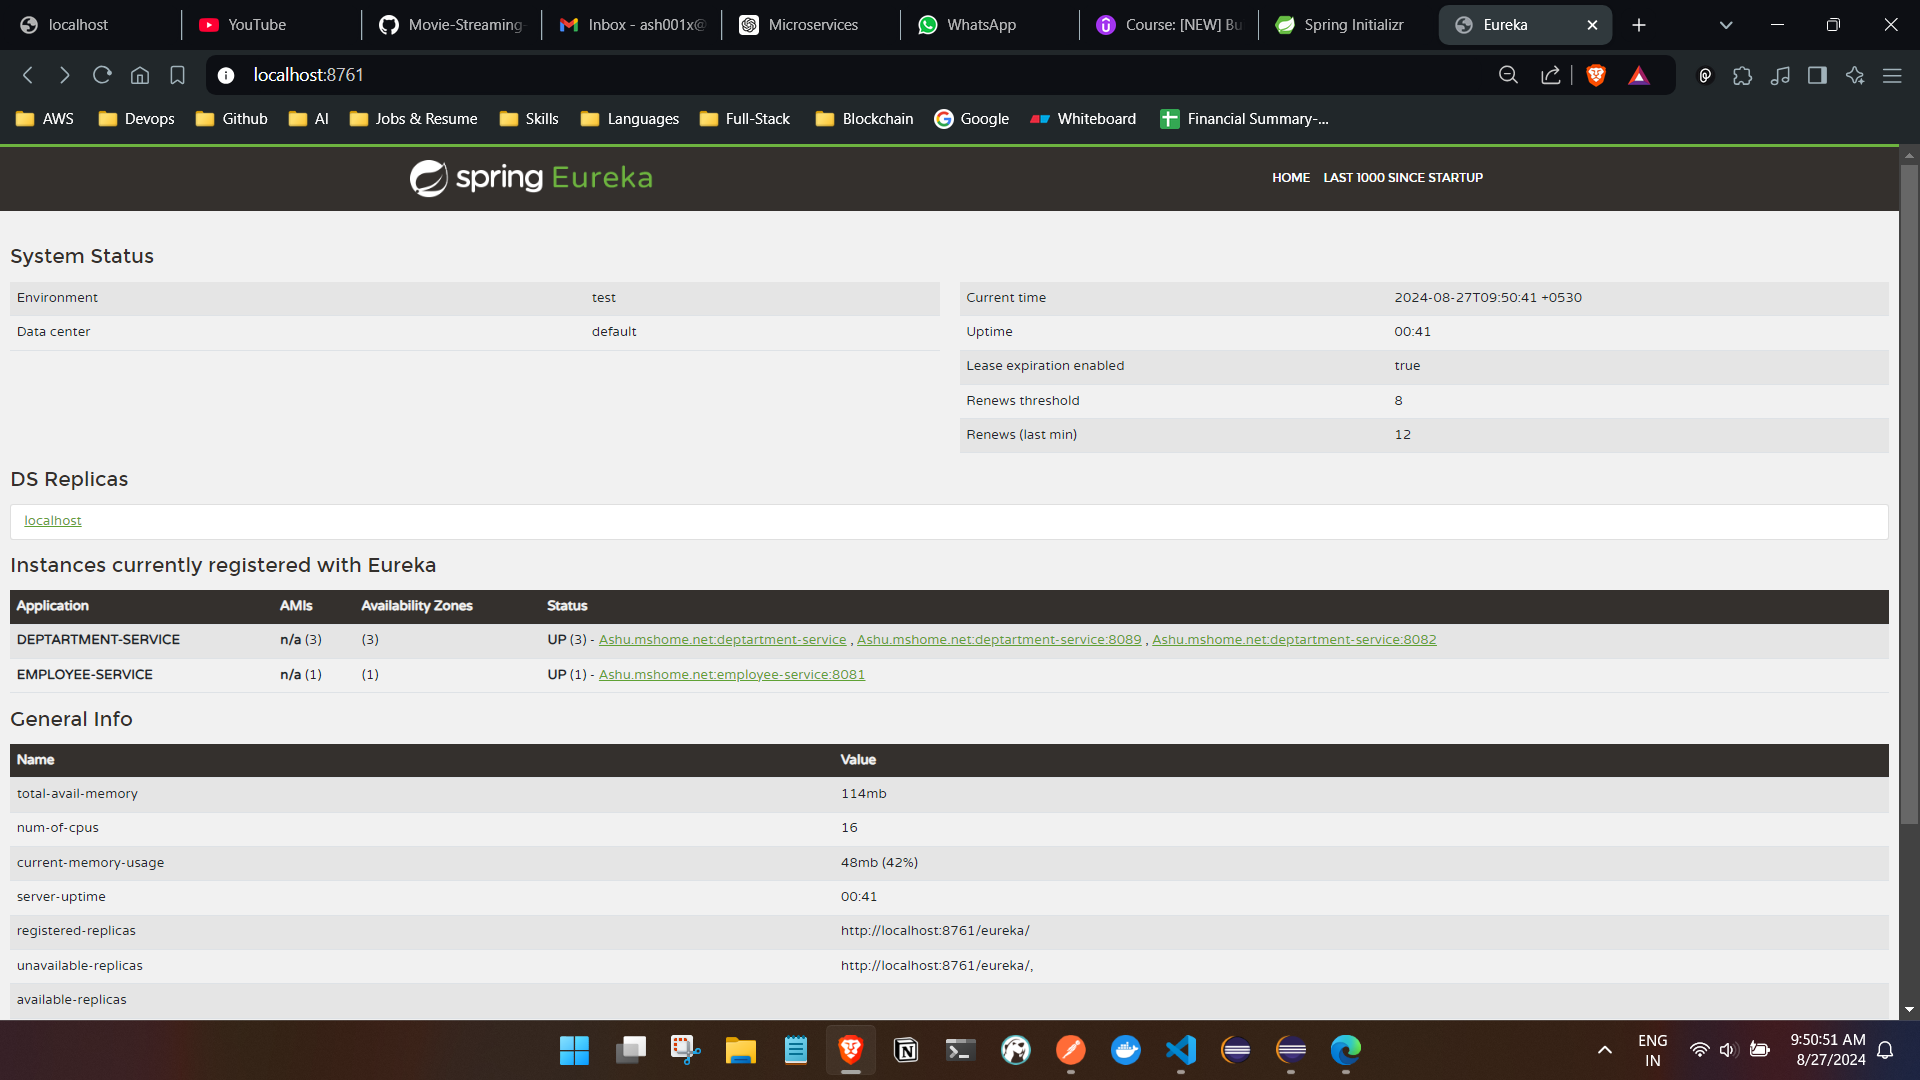 localhost
YouTube
Movie-Streaming-
Inbox - ash001x@
Microservices
WhatsApp
Course: [NEW] Bu
Spring Initializr
Eureka
localhost:8761
AWS
Devops
Github
AI
Jobs & Resume
Skills
Languages
Full-Stack
Blockchain
Google
Whiteboard
Financial Summary-...
spring Eureka
HOME
LAST 1000 SINCE STARTUP
System Status
Environment test
Data center default
Current time 2024-08-27T09:50:41 +0530
Uptime 00:41
Lease expiration enabled true
Renews threshold 8
Renews (last min) 12
DS Replicas
localhost
Instances currently registered with Eureka
Application AMIs Availability Zones Status
DEPTARTMENT-SERVICE n/a (3) (3) UP (3) - Ashu.mshome.net:deptartment-service , Ashu.mshome.net:deptartment-service:8089 , Ashu.mshome.net:deptartment-service:8082
EMPLOYEE-SERVICE n/a (1) (1) UP (1) - Ashu.mshome.net:employee-service:8081
General Info
Name Value
total-avail-memory 114mb
num-of-cpus 16
current-memory-usage 48mb (42%)
server-uptime 00:41
registered-replicas http://localhost:8761/eureka/
unavailable-replicas http://localhost:8761/eureka/,
available-replicas
ENG
IN
9:50:51 AM
8/27/2024